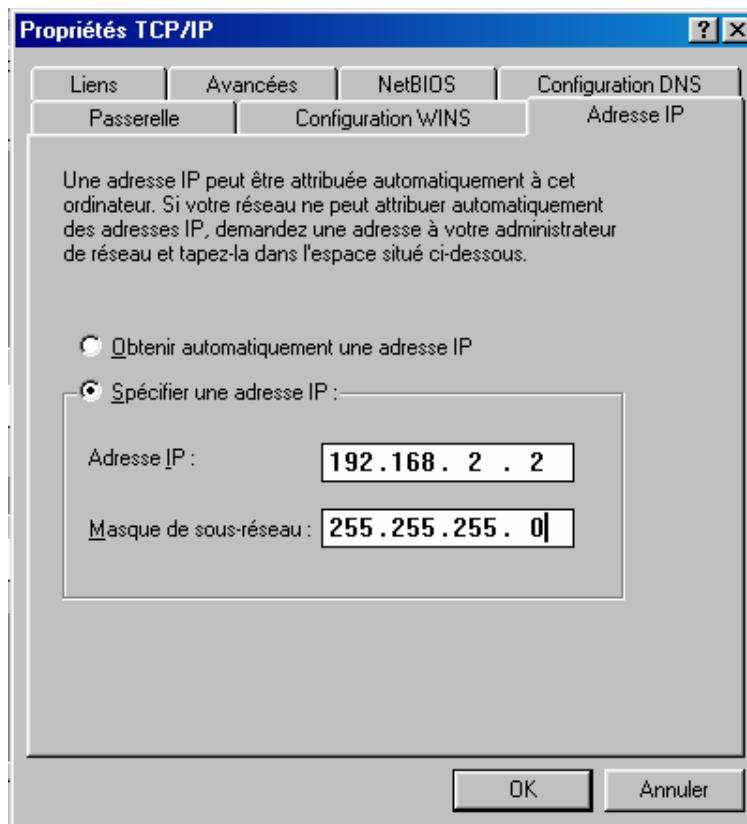 Propriétés TCP/IP
Liens Avancées NetBIOS Configuration DNS
Passerelle Configuration WINS Adresse IP
Une adresse IP peut être attribuée automatiquement à cet
ordinateur. Si votre réseau ne peut attribuer automatiquement
des adresses IP, demandez une adresse à votre administrateur
de réseau et tapez-la dans l'espace situé ci-dessous.
Obtenir automatiquement une adresse IP
Spécifier une adresse IP :
Adresse IP : 192.168. 2 . 2
Masque de sous-réseau : 255.255.255. 0
OK Annuler